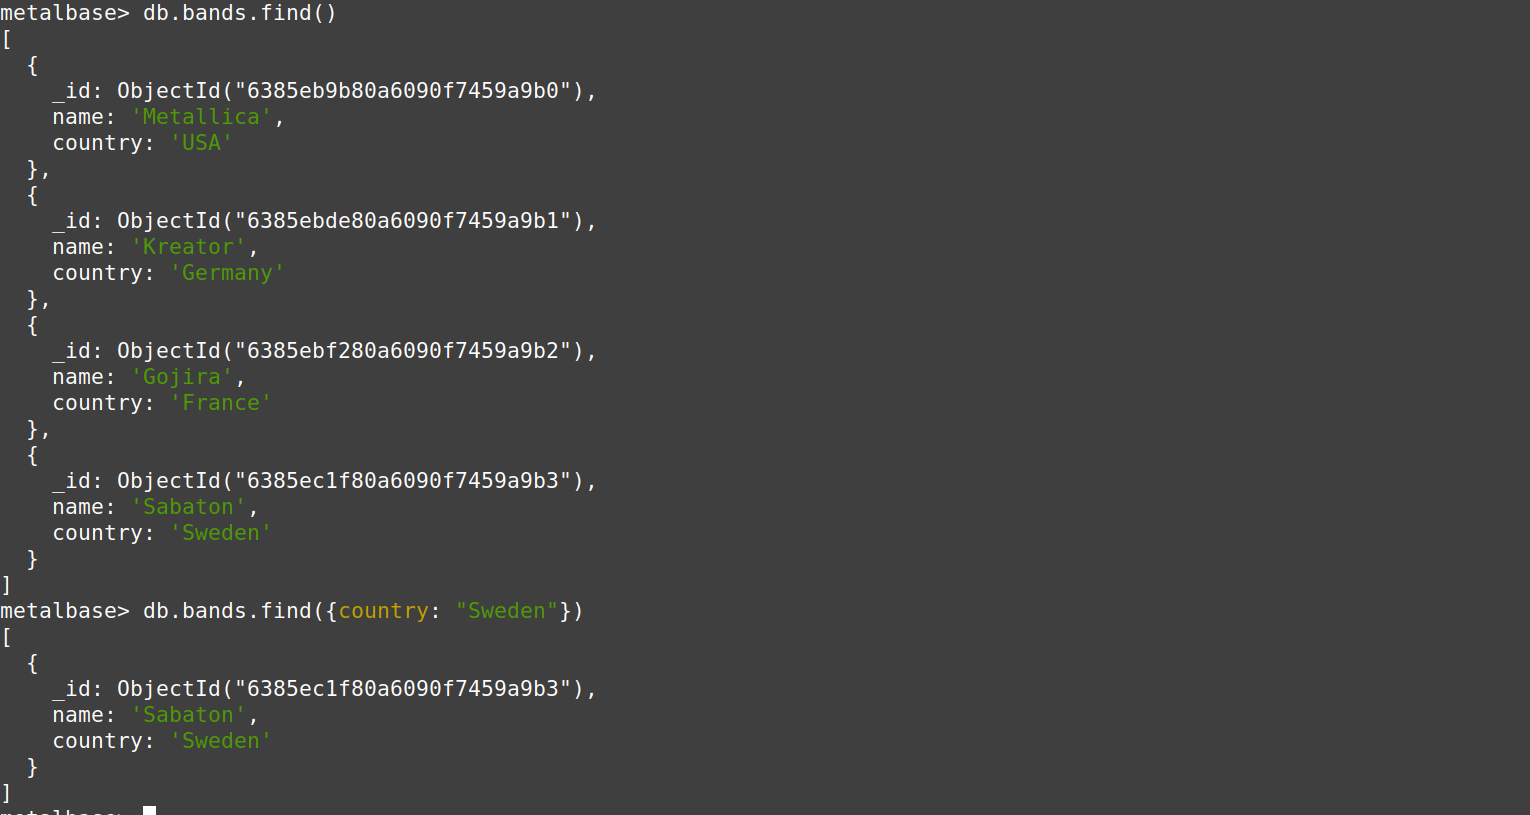 metalbase> db.bands.find()
[
  {
    _id: ObjectId("6385eb9b80a6090f7459a9b0"),
    name: 'Metallica',
    country: 'USA'
  },
  {
    _id: ObjectId("6385ebde80a6090f7459a9b1"),
    name: 'Kreator',
    country: 'Germany'
  },
  {
    _id: ObjectId("6385ebf280a6090f7459a9b2"),
    name: 'Gojira',
    country: 'France'
  },
  {
    _id: ObjectId("6385ec1f80a6090f7459a9b3"),
    name: 'Sabaton',
    country: 'Sweden'
  }
]
metalbase> db.bands.find({country: "Sweden"})
[
  {
    _id: ObjectId("6385ec1f80a6090f7459a9b3"),
    name: 'Sabaton',
    country: 'Sweden'
  }
]
metalbase>